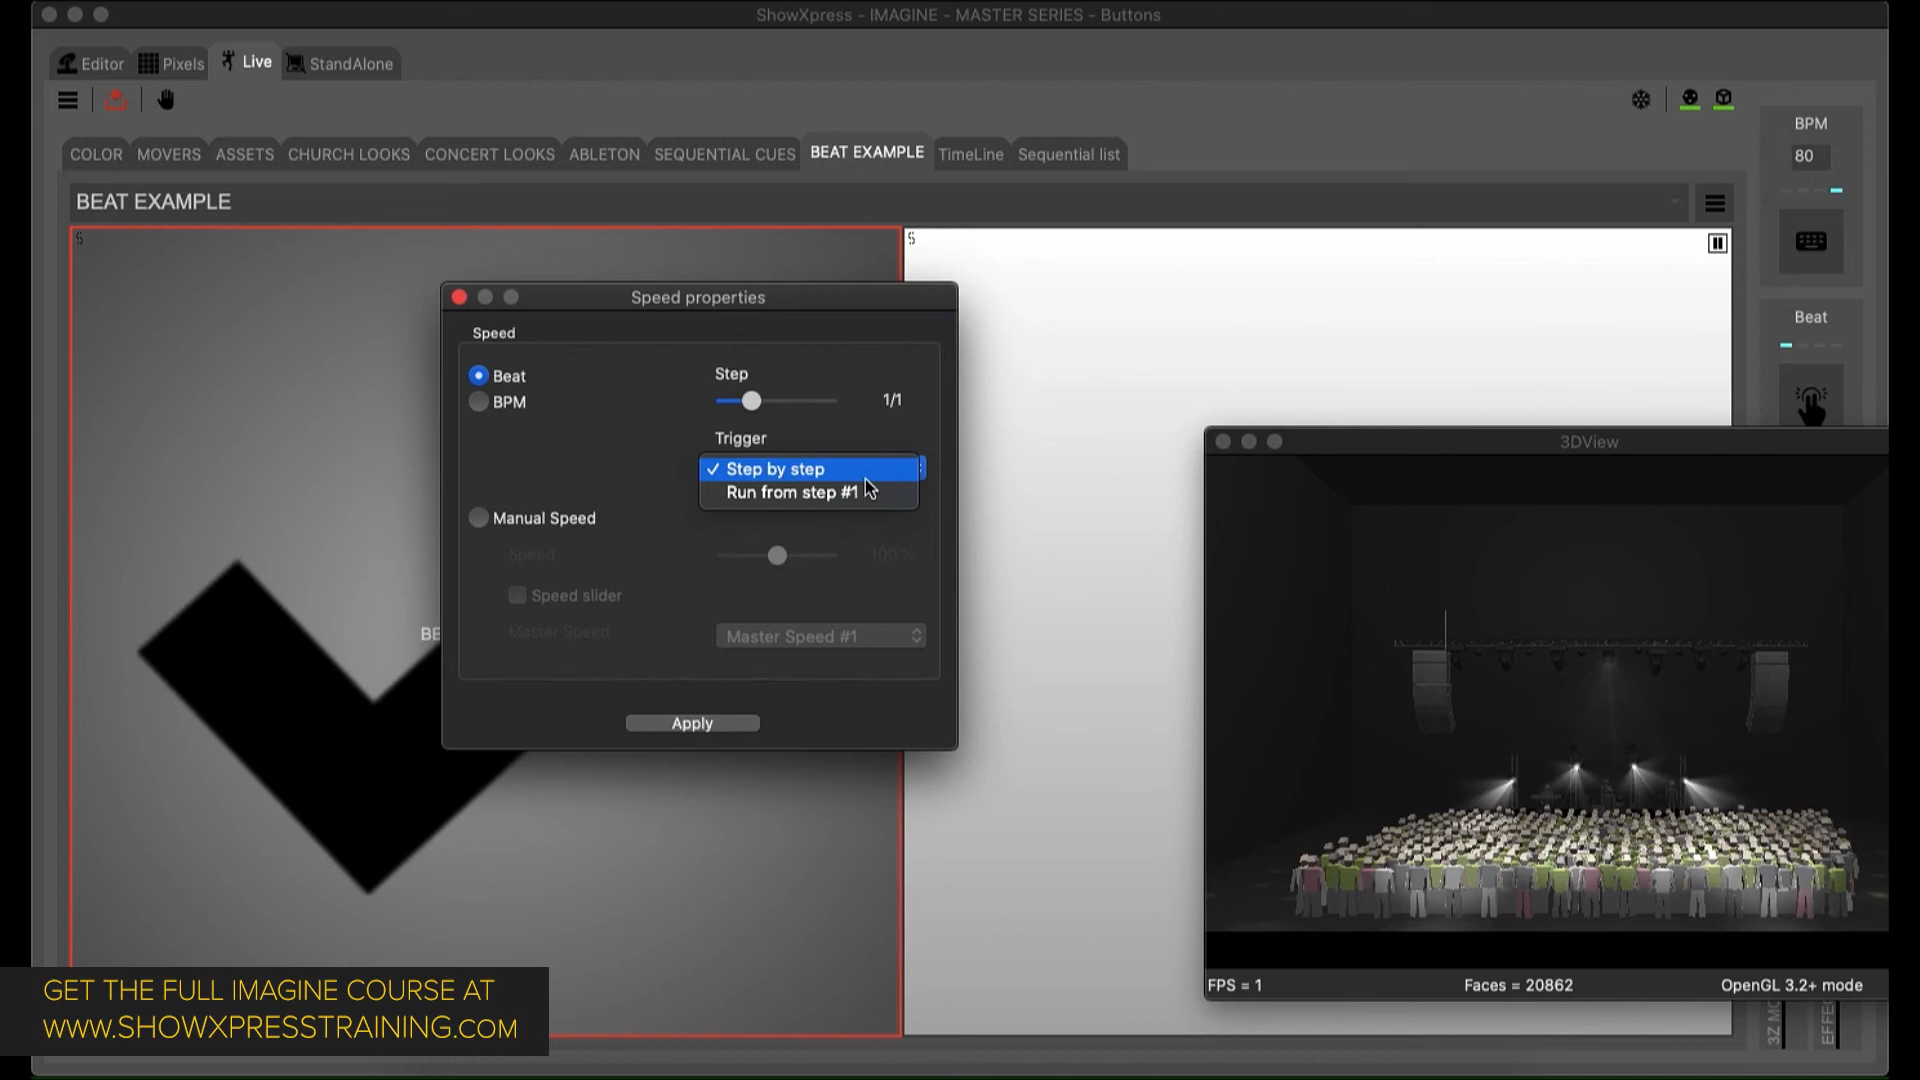 ShowXpress - IMAGINE - MASTER SERIES - Buttons
Editor
Pixels
Live
StandAlone
COLOR
MOVERS
ASSETS
CHURCH LOOKS
CONCERT LOOKS
ABLETON
SEQUENTIAL CUES
BEAT EXAMPLE
TimeLine
Sequential list
BPM
80
BEAT EXAMPLE
S
S
Beat
BE
Speed properties
Speed
Beat
BPM
Step
1/1
Trigger
✓ Step by step
Run from step #1
Manual Speed
Speed
100 %
Speed slider
Master Speed
Master Speed #1
Apply
3DView
FPS = 1
Faces = 20862
OpenGL 3.2+ mode
GET THE FULL IMAGINE COURSE AT
WWW.SHOWXPRESSTRAINING.COM